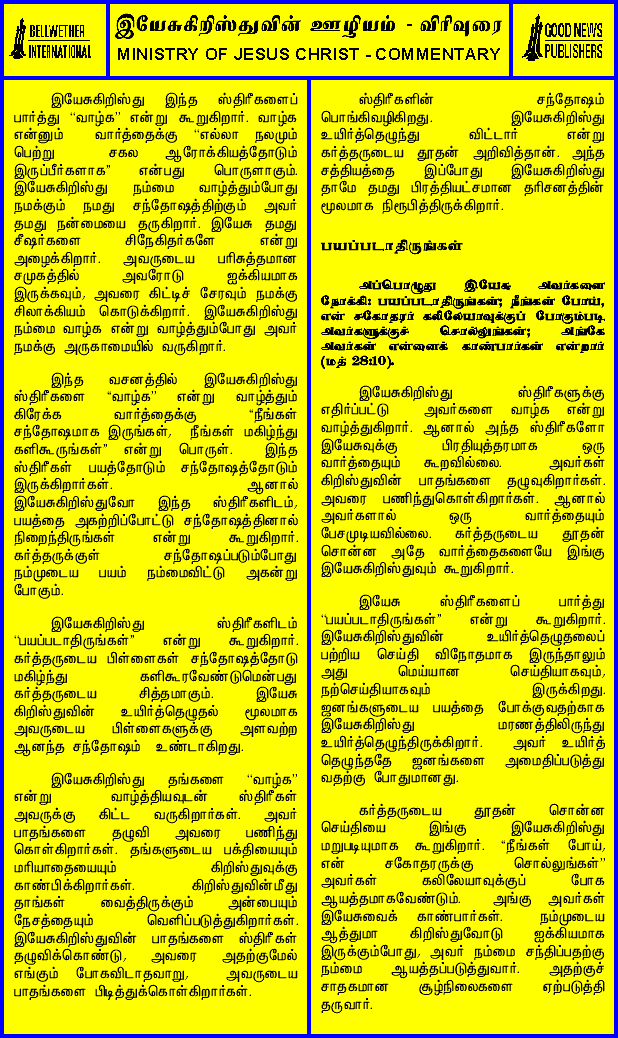 BELLWETHER
INTERNATIONAL
இயேசுகிறிஸ்துவின் ஊழியம் - விரிவுரை
MINISTRY OF JESUS CHRIST - COMMENTARY
GOOD NEWS
PUBLISHERS
இயேசுகிறிஸ்து இந்த ஸ்திரீகளைப்
பார்த்து “வாழ்க” என்று கூறுகிறார். வாழ்க
என்னும் வார்த்தைக்கு “எல்லா நலமும்
பெற்று சகல ஆரோக்கியத்தோடும்
இருப்பீர்களாக” என்பது பொருளாகும்.
இயேசுகிறிஸ்து நம்மை வாழ்த்தும்போது
நமக்கும் நமது சந்தோஷத்திற்கும் அவர்
தமது நன்மையை தருகிறார். இயேசு தமது
சீஷர்களை சிநேகிதர்களே என்று
அழைக்கிறார். அவருடைய பரிசுத்தமான
சமுகத்தில் அவரோடு ஐக்கியமாக
இருக்கவும், அவரை கிட்டிச் சேரவும் நமக்கு
சிலாக்கியம் கொடுக்கிறார். இயேசுகிறிஸ்து
நம்மை வாழ்க என்று வாழ்த்தும்போது அவர்
நமக்கு அருகாமையில் வருகிறார்.
இந்த வசனத்தில் இயேசுகிறிஸ்து
ஸ்திரீகளை “வாழ்க” என்று வாழ்த்தும்
கிரேக்க வார்த்தைக்கு “நீங்கள்
சந்தோஷமாக இருங்கள், நீங்கள் மகிழ்ந்து
களிகூருங்கள்” என்று பொருள். இந்த
ஸ்திரீகள் பயத்தோடும் சந்தோஷத்தோடும்
இருக்கிறார்கள். ஆனால்
இயேசுகிறிஸ்துவோ இந்த ஸ்திரீகளிடம்,
பயத்தை அகற்றிப்போட்டு சந்தோஷத்தினால்
நிறைந்திருங்கள் என்று கூறுகிறார்.
கர்த்தருக்குள் சந்தோஷப்படும்போது
நம்முடைய பயம் நம்மைவிட்டு அகன்று
போகும்.
இயேசுகிறிஸ்து ஸ்திரீகளிடம்
“பயப்படாதிருங்கள்” என்று கூறுகிறார்.
கர்த்தருடைய பிள்ளைகள் சந்தோஷத்தோடு
மகிழ்ந்து களிகூரவேண்டுமென்பது
கர்த்தருடைய சித்தமாகும். இயேசு
கிறிஸ்துவின் உயிர்த்தெழுதல் மூலமாக
அவருடைய பிள்ளைகளுக்கு அளவற்ற
ஆனந்த சந்தோஷம் உண்டாகிறது.
இயேசுகிறிஸ்து தங்களை “வாழ்க”
என்று வாழ்த்தியவுடன் ஸ்திரீகள்
அவருக்கு கிட்ட வருகிறார்கள். அவர்
பாதங்களை தழுவி அவரை பணிந்து
கொள்கிறார்கள். தங்களுடைய பக்தியையும்
மரியாதையையும் கிறிஸ்துவுக்கு
காண்பிக்கிறார்கள். கிறிஸ்துவின்மீது
தாங்கள் வைத்திருக்கும் அன்பையும்
நேசத்தையும் வெளிப்படுத்துகிறார்கள்.
இயேசுகிறிஸ்துவின் பாதங்களை ஸ்திரீகள்
தழுவிக்கொண்டு, அவரை அதற்குமேல்
எங்கும் போகவிடாதவாறு, அவருடைய
பாதங்களை பிடித்துக்கொள்கிறார்கள்.
ஸ்திரீகளின் சந்தோஷம்
பொங்கிவழிகிறது. இயேசுகிறிஸ்து
உயிர்த்தெழுந்து விட்டார் என்று
கர்த்தருடைய தூதன் அறிவித்தான். அந்த
சத்தியத்தை இப்போது இயேசுகிறிஸ்து
தாமே தமது பிரத்தியட்சமான தரிசனத்தின்
மூலமாக நிரூபித்திருக்கிறார்.
பயப்படாதிருங்கள்
அப்பொழுது இயேசு அவர்களை
நோக்கி: பயப்படாதிருங்கள்; நீங்கள் போய்,
என் சகோதரர் கலிலேயாவுக்குப் போகும்படி
அவர்களுக்குச் சொல்லுங்கள்; அங்கே
அவர்கள் என்னைக் காண்பார்கள் என்றார்
(மத் 28:10).
இயேசுகிறிஸ்து ஸ்திரீகளுக்கு
எதிர்ப்பட்டு அவர்களை வாழ்க என்று
வாழ்த்துகிறார். ஆனால் அந்த ஸ்திரீகளோ
இயேசுவுக்கு பிரதியுத்தரமாக ஒரு
வார்த்தையும் கூறவில்லை. அவர்கள்
கிறிஸ்துவின் பாதங்களை தழுவுகிறார்கள்.
அவரை பணிந்துகொள்கிறார்கள். ஆனால்
அவர்களால் ஒரு வார்த்தையும்
பேசமுடியவில்லை. கர்த்தருடைய தூதன்
சொன்ன அதே வார்த்தைகளையே இங்கு
இயேசுகிறிஸ்துவும் கூறுகிறார்.
இயேசு ஸ்திரீகளைப் பார்த்து
“பயப்படாதிருங்கள்” என்று கூறுகிறார்.
இயேசுகிறிஸ்துவின் உயிர்த்தெழுதலைப்
பற்றிய செய்தி விநோதமாக இருந்தாலும்
அது மெய்யான செய்தியாகவும்,
நற்செய்தியாகவும் இருக்கிறது.
ஜனங்களுடைய பயத்தை போக்குவதற்காக
இயேசுகிறிஸ்து மரணத்திலிருந்து
உயிர்த்தெழுந்திருக்கிறார். அவர் உயிர்த்
தெழுந்ததே ஜனங்களை அமைதிப்படுத்து
வதற்கு போதுமானது.
கர்த்தருடைய தூதன் சொன்ன
செய்தியை இங்கு இயேசுகிறிஸ்து
மறுபடியுமாக கூறுகிறார். “நீங்கள் போய்,
என் சகோதரருக்கு சொல்லுங்கள்”
அவர்கள் கலிலேயாவுக்குப் போக
ஆயத்தமாகவேண்டும். அங்கு அவர்கள்
இயேசுவைக் காண்பார்கள். நம்முடைய
ஆத்துமா கிறிஸ்துவோடு ஐக்கியமாக
இருக்கும்போது, அவர் நம்மை சந்திப்பதற்கு
நம்மை ஆயத்தப்படுத்துவார். அதற்குச்
சாதகமான சூழ்நிலைகளை ஏற்படுத்தி
தருவார்.